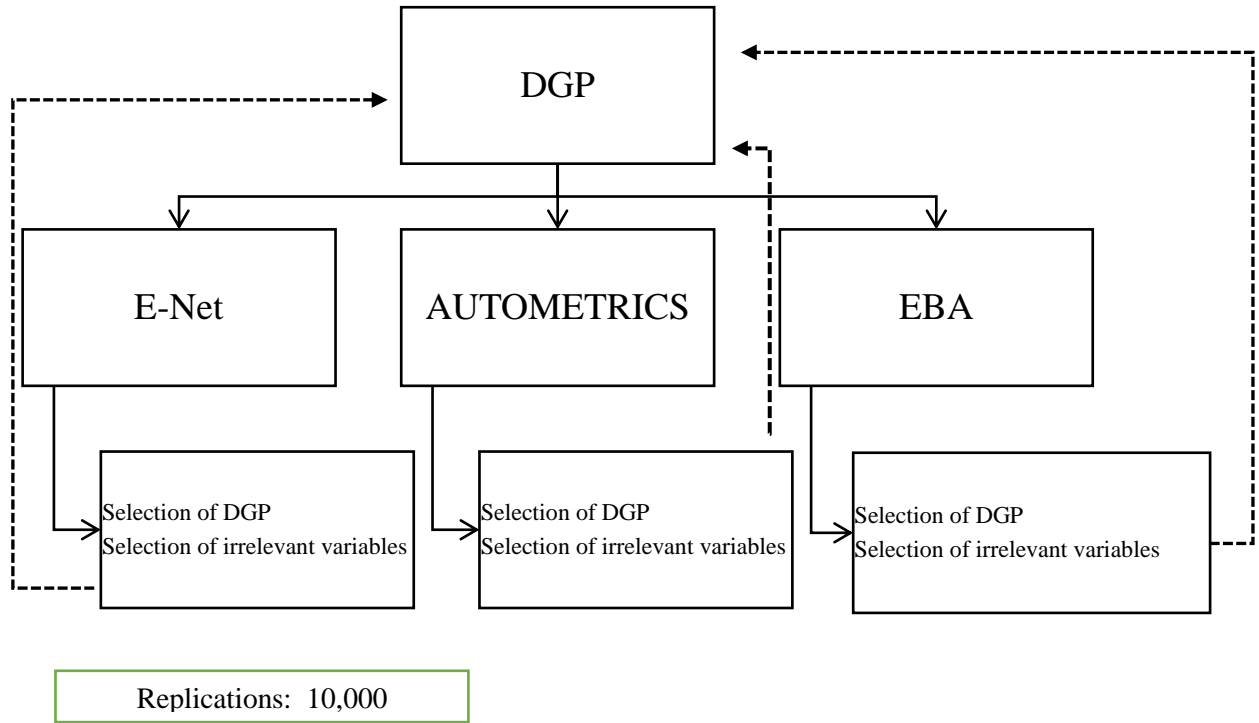 DGP
E-Net
AUTOMETRICS
EBA
Selection of DGP
Selection of irrelevant variables
Selection of DGP
Selection of irrelevant variables
Selection of DGP
Selection of irrelevant variables
Replications: 10,000